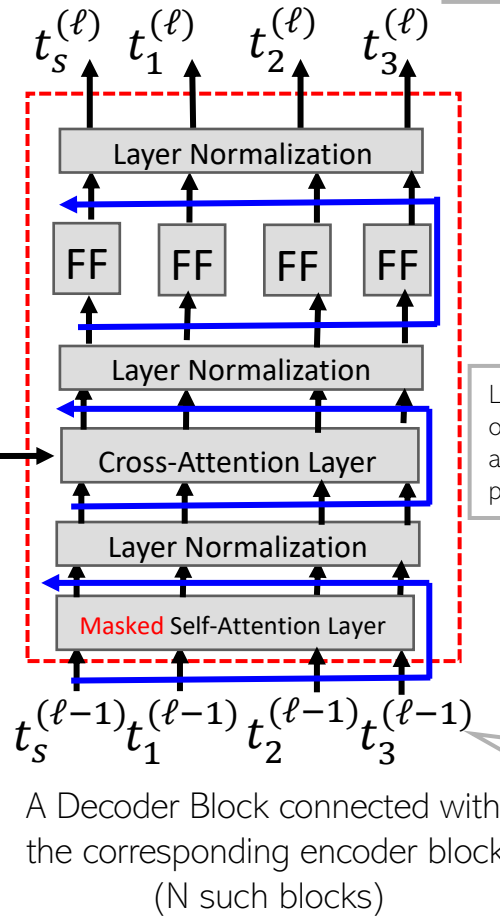 t_s^(ℓ) t_1^(ℓ) t_2^(ℓ) t_3^(ℓ)
Layer Normalization
FF FF FF FF
Layer Normalization
Cross-Attention Layer
Layer Normalization
Masked Self-Attention Layer
t_s^(ℓ−1) t_1^(ℓ−1) t_2^(ℓ−1) t_3^(ℓ−1)
A Decoder Block connected with
the corresponding encoder block
(N such blocks)